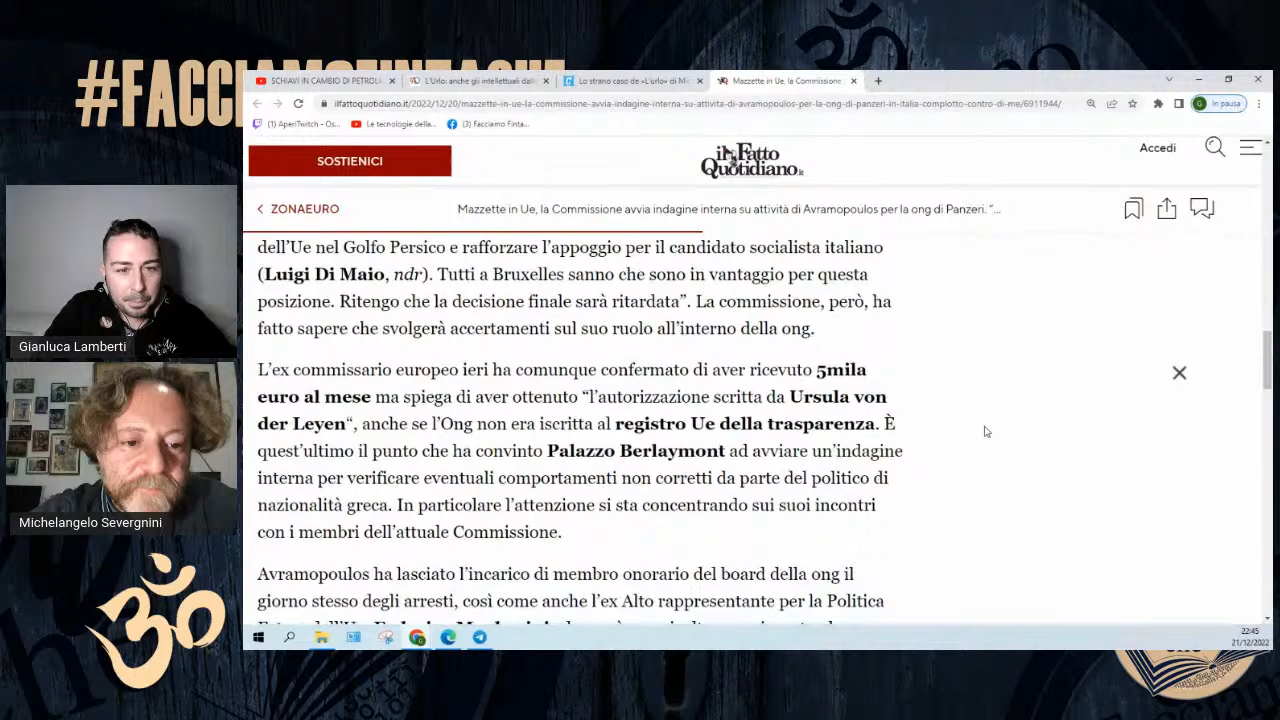 #FACCIAMOFINTACHE
SCHIAVI IN CAMBIO DI PETROLI
L'Urlo: anche gli intellettuali dalla
Lo strano caso de «L'urlo» di Mi
Mazzette in Ue, la Commissione
ilfattoquotidiano.it/2022/12/20/mazzette-in-ue-la-commissione-avvia-indagine-interna-su-attivita-di-avramopoulos-per-la-ong-di-panzeri-in-italia-complotto-contro-di-me/6911944/
G In pausa
(1) AperiTwitch - Os...
Le tecnologie della...
(3) Facciamo Finta...
SOSTIENICI
il Fatto
Quotidiano.it
Accedi
ZONAEURO
Mazzette in Ue, la Commissione avvia indagine interna su attività di Avramopoulos per la ong di Panzeri. “...
dell’Ue nel Golfo Persico e rafforzare l’appoggio per il candidato socialista italiano
(Luigi Di Maio, ndr). Tutti a Bruxelles sanno che sono in vantaggio per questa
posizione. Ritengo che la decisione finale sarà ritardata”. La commissione, però, ha
fatto sapere che svolgerà accertamenti sul suo ruolo all’interno della ong.
L’ex commissario europeo ieri ha comunque confermato di aver ricevuto 5mila
euro al mese ma spiega di aver ottenuto “l’autorizzazione scritta da Ursula von
der Leyen“, anche se l’Ong non era iscritta al registro Ue della trasparenza. È
quest’ultimo il punto che ha convinto Palazzo Berlaymont ad avviare un’indagine
interna per verificare eventuali comportamenti non corretti da parte del politico di
nazionalità greca. In particolare l’attenzione si sta concentrando sui suoi incontri
con i membri dell’attuale Commissione.
Avramopoulos ha lasciato l’incarico di membro onorario del board della ong il
giorno stesso degli arresti, così come anche l’ex Alto rappresentante per la Politica
Gianluca Lamberti
Michelangelo Severgnini
22:45
21/12/2022